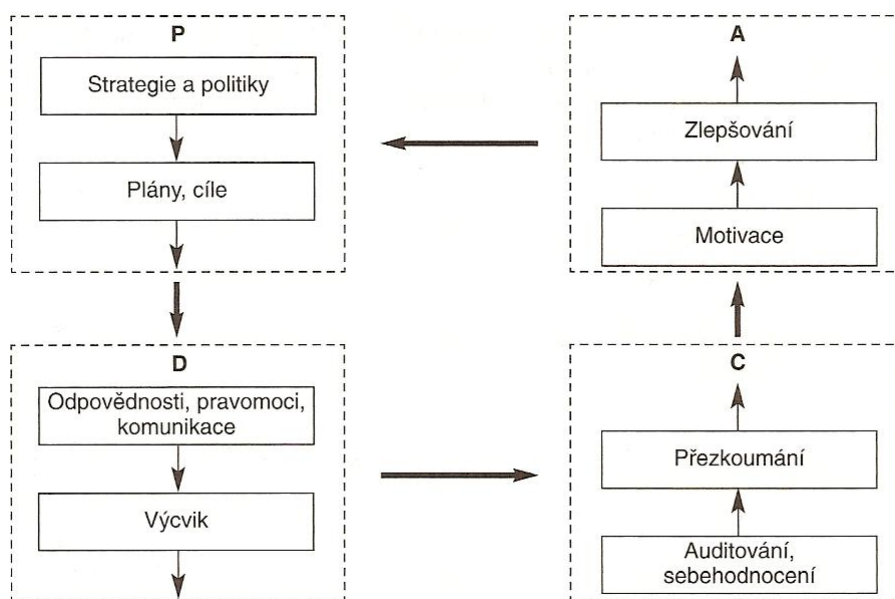 P
Strategie a politiky
Plány, cíle
D
Odpovědnosti, pravomoci,
komunikace
Výcvik
A
Zlepšování
Motivace
C
Přezkoumání
Auditování,
sebehodnocení